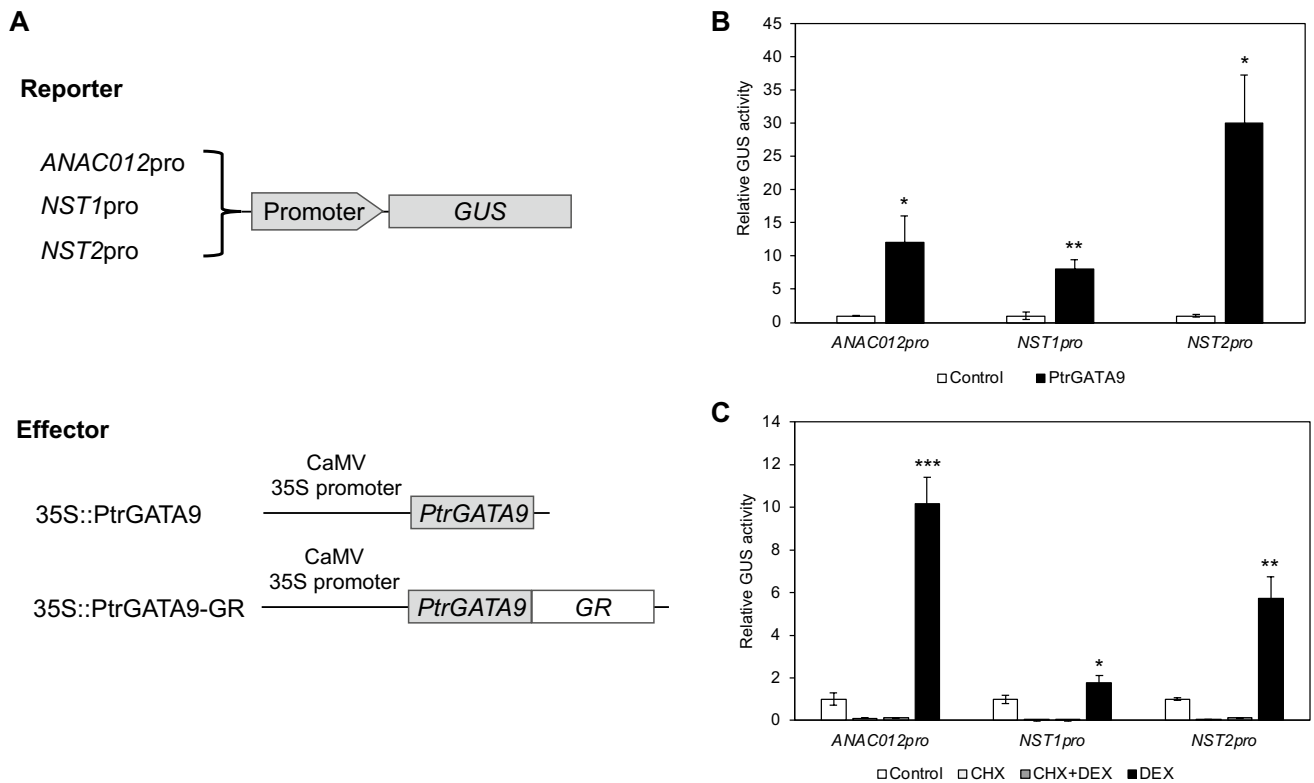 A
Reporter
ANAC012pro
NST1pro
NST2pro
Promoter
GUS
Effector
CaMV
35S promoter
35S::PtrGATA9
PtrGATA9
CaMV
35S promoter
35S::PtrGATA9-GR
PtrGATA9
GR
B
Relative GUS activity
45
40
35
30
25
20
15
10
5
0
*
**
*
ANAC012pro
NST1pro
NST2pro
Control
PtrGATA9
C
Relative GUS activity
14
12
10
8
6
4
2
0
***
*
**
ANAC012pro
NST1pro
NST2pro
Control
CHX
CHX+DEX
DEX